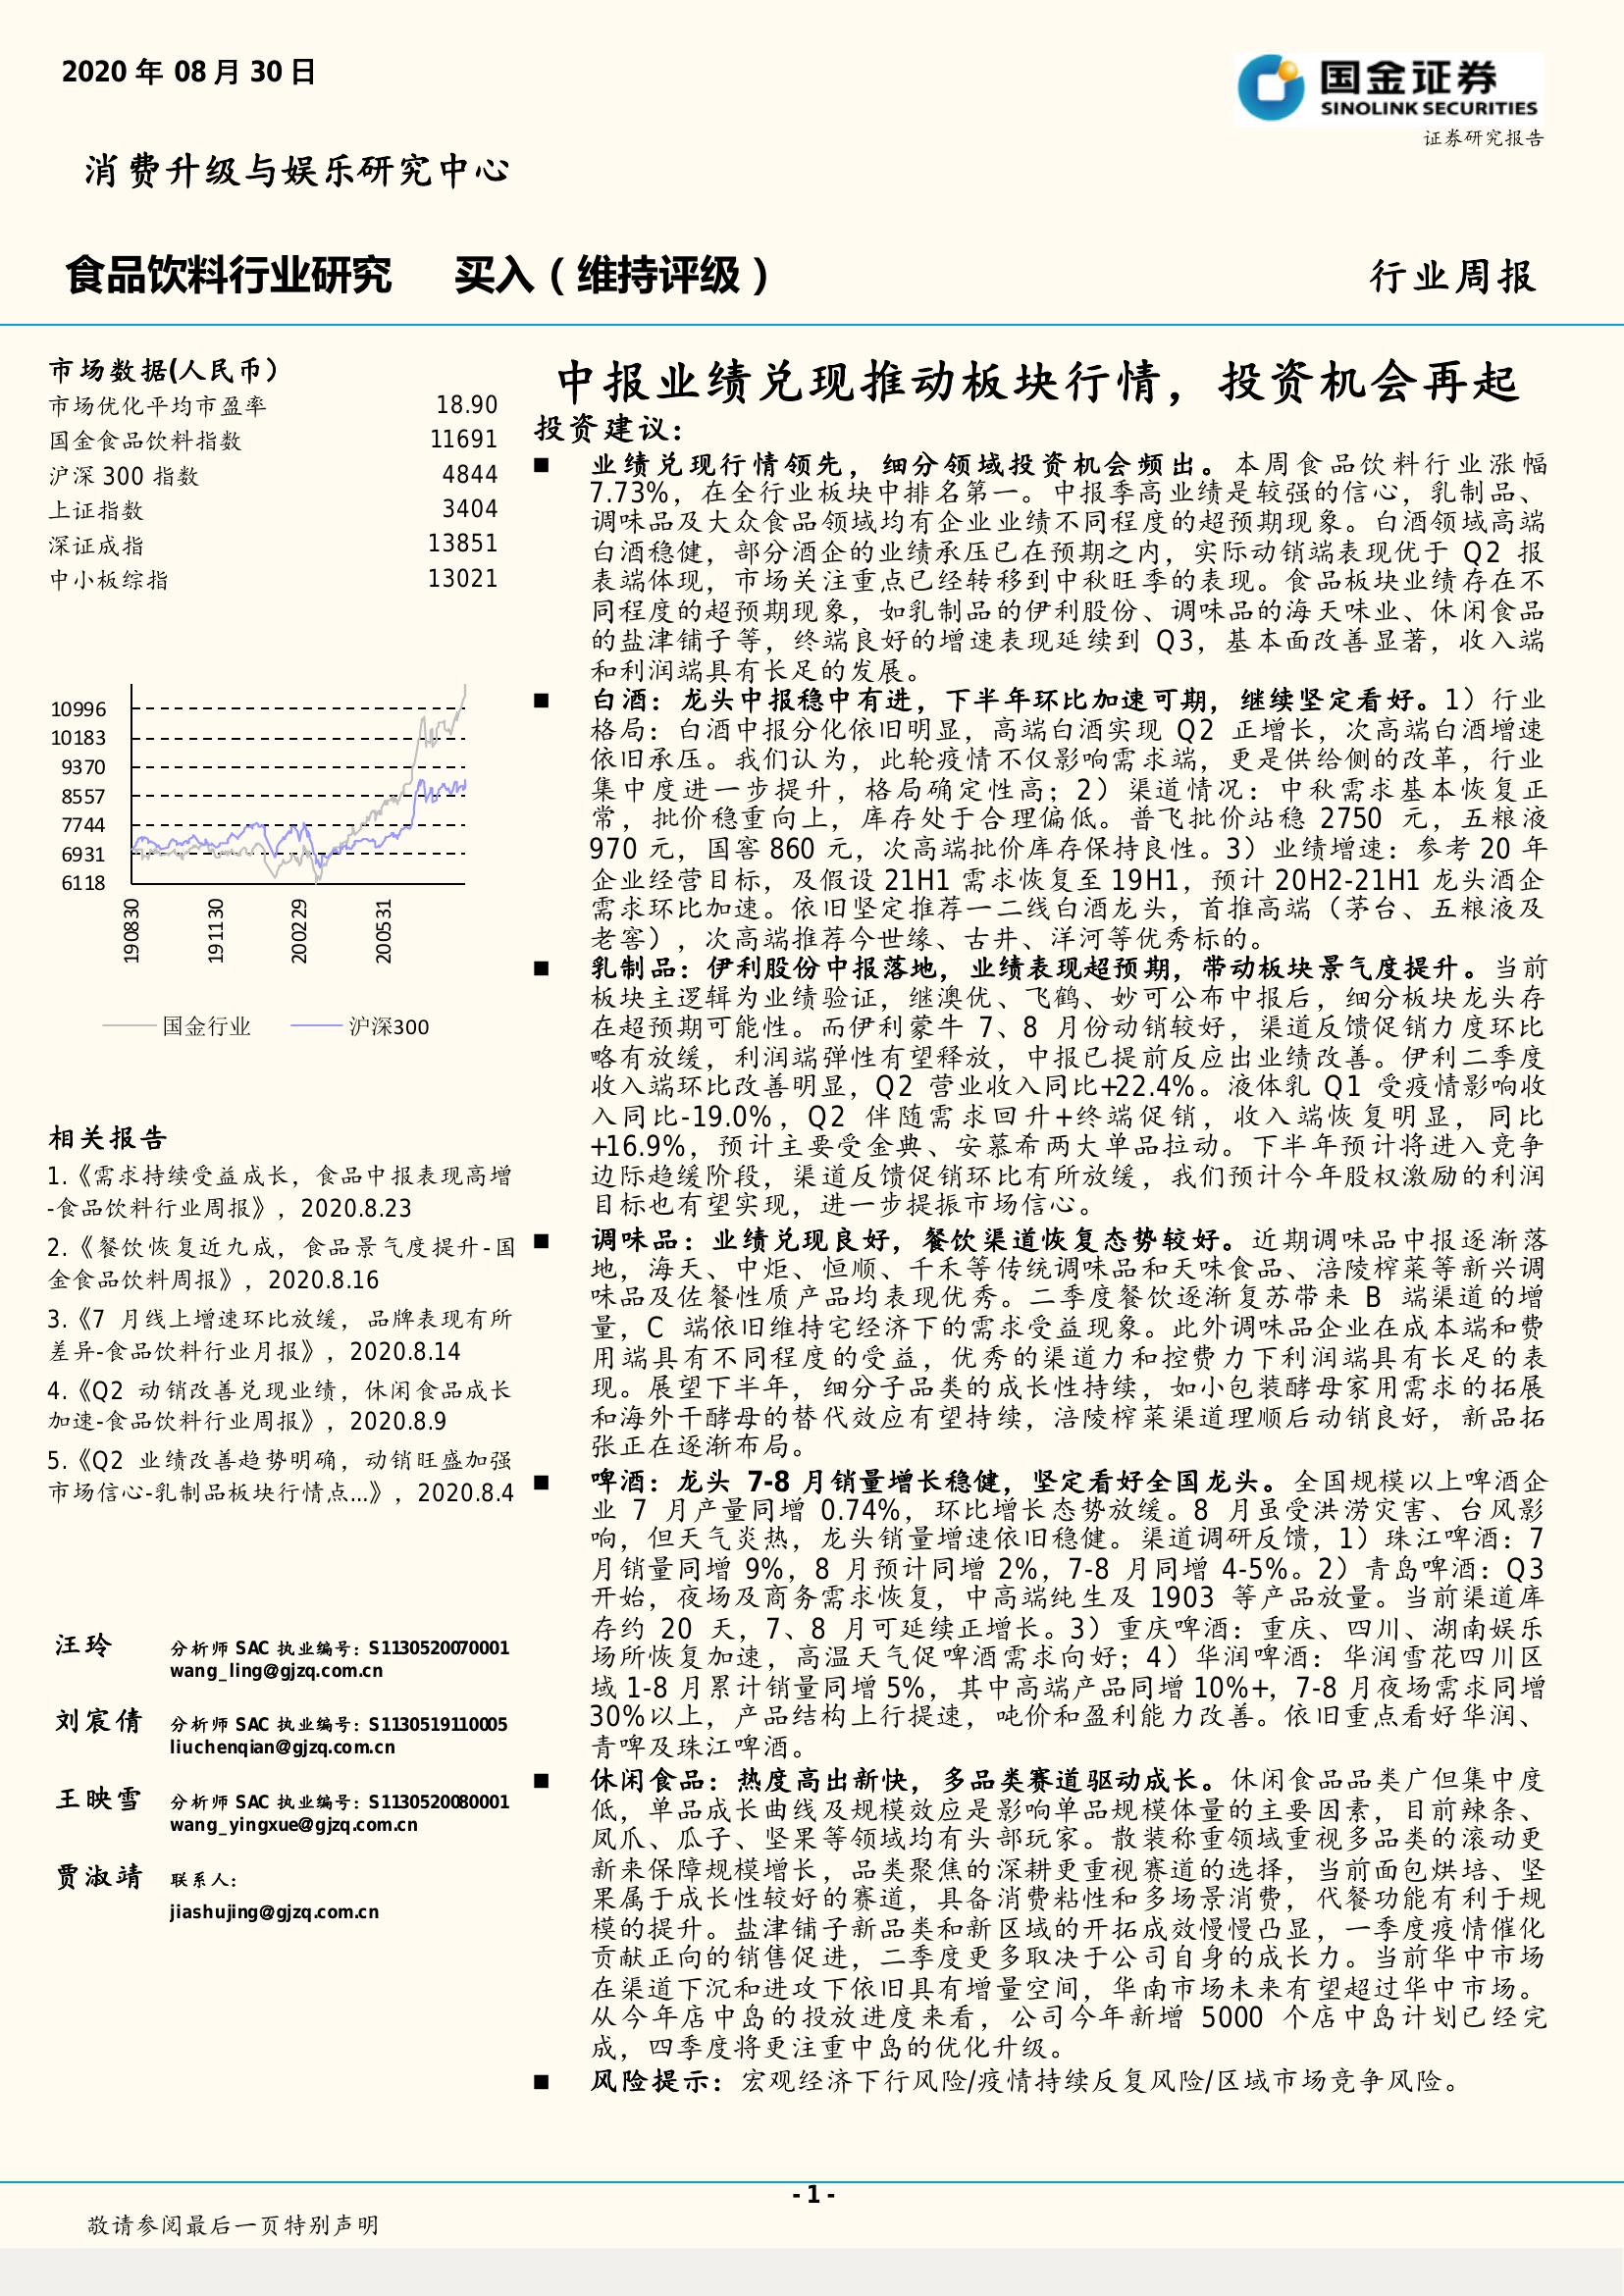 2020 年 08 月 30 日
国金证券
SINOLINK SECURITIES
证券研究报告
消费升级与娱乐研究中心
食品饮料行业研究 买入（维持评级）
行业周报
市场数据(人民币）
市场优化平均市盈率 18.90
国金食品饮料指数 11691
沪深 300 指数 4844
上证指数 3404
深证成指 13851
中小板综指 13021
10996
10183
9370
8557
7744
6931
6118
190830
191130
200229
200531
国金行业 沪深300
相关报告
1.《需求持续受益成长，食品中报表现高增
-食品饮料行业周报》，2020.8.23
2.《餐饮恢复近九成，食品景气度提升-国
金食品饮料周报》，2020.8.16
3.《7 月线上增速环比放缓，品牌表现有所
差异-食品饮料行业月报》，2020.8.14
4.《Q2 动销改善兑现业绩，休闲食品成长
加速-食品饮料行业周报》，2020.8.9
5.《Q2 业绩改善趋势明确，动销旺盛加强
市场信心-乳制品板块行情点...》，2020.8.4
汪玲 分析师 SAC 执业编号：S1130520070001
wang_ling@gjzq.com.cn
刘宸倩 分析师 SAC 执业编号：S1130519110005
liuchenqian@gjzq.com.cn
王映雪 分析师 SAC 执业编号：S1130520080001
wang_yingxue@gjzq.com.cn
贾淑靖 联系人：
jiashujing@gjzq.com.cn
中报业绩兑现推动板块行情，投资机会再起
投资建议：
■ 业绩兑现行情领先，细分领域投资机会频出。本周食品饮料行业涨幅
7.73%，在全行业板块中排名第一。中报季高业绩是较强的信心，乳制品、
调味品及大众食品领域均有企业业绩不同程度的超预期现象。白酒领域高端
白酒稳健，部分酒企的业绩承压已在预期之内，实际动销端表现优于 Q2 报
表端体现，市场关注重点已经转移到中秋旺季的表现。食品板块业绩存在不
同程度的超预期现象，如乳制品的伊利股份、调味品的海天味业、休闲食品
的盐津铺子等，终端良好的增速表现延续到 Q3，基本面改善显著，收入端
和利润端具有长足的发展。
■ 白酒：龙头中报稳中有进，下半年环比加速可期，继续坚定看好。1）行业
格局：白酒中报分化依旧明显，高端白酒实现 Q2 正增长，次高端白酒增速
依旧承压。我们认为，此轮疫情不仅影响需求端，更是供给侧的改革，行业
集中度进一步提升，格局确定性高；2）渠道情况：中秋需求基本恢复正
常，批价稳重向上，库存处于合理偏低。普飞批价站稳 2750 元，五粮液
970 元，国窖 860 元，次高端批价库存保持良性。3）业绩增速：参考 20 年
企业经营目标，及假设 21H1 需求恢复至 19H1，预计 20H2-21H1 龙头酒企
需求环比加速。依旧坚定推荐一二线白酒龙头，首推高端（茅台、五粮液及
老窖），次高端推荐今世缘、古井、洋河等优秀标的。
■ 乳制品：伊利股份中报落地，业绩表现超预期，带动板块景气度提升。当前
板块主逻辑为业绩验证，继澳优、飞鹤、妙可公布中报后，细分板块龙头存
在超预期可能性。而伊利蒙牛 7、8 月份动销较好，渠道反馈促销力度环比
略有放缓，利润端弹性有望释放，中报已提前反应出业绩改善。伊利二季度
收入端环比改善明显，Q2 营业收入同比+22.4%。液体乳 Q1 受疫情影响收
入同比-19.0%，Q2 伴随需求回升+终端促销，收入端恢复明显，同比
+16.9%，预计主要受金典、安慕希两大单品拉动。下半年预计将进入竞争
边际趋缓阶段，渠道反馈促销环比有所放缓，我们预计今年股权激励的利润
目标也有望实现，进一步提振市场信心。
■ 调味品：业绩兑现良好，餐饮渠道恢复态势较好。近期调味品中报逐渐落
地，海天、中炬、恒顺、千禾等传统调味品和天味食品、涪陵榨菜等新兴调
味品及佐餐性质产品均表现优秀。二季度餐饮逐渐复苏带来 B 端渠道的增
量，C 端依旧维持宅经济下的需求受益现象。此外调味品企业在成本端和费
用端具有不同程度的受益，优秀的渠道力和控费力下利润端具有长足的表
现。展望下半年，细分子品类的成长性持续，如小包装酵母家用需求的拓展
和海外干酵母的替代效应有望持续，涪陵榨菜渠道理顺后动销良好，新品拓
张正在逐渐布局。
■ 啤酒：龙头 7-8 月销量增长稳健，坚定看好全国龙头。全国规模以上啤酒企
业 7 月产量同增 0.74%，环比增长态势放缓。8 月虽受洪涝灾害、台风影
响，但天气炎热，龙头销量增速依旧稳健。渠道调研反馈，1）珠江啤酒：7
月销量同增 9%，8 月预计同增 2%，7-8 月同增 4-5%。2）青岛啤酒：Q3
开始，夜场及商务需求恢复，中高端纯生及 1903 等产品放量。当前渠道库
存约 20 天，7、8 月可延续正增长。3）重庆啤酒：重庆、四川、湖南娱乐
场所恢复加速，高温天气促啤酒需求向好；4）华润啤酒：华润雪花四川区
域 1-8 月累计销量同增 5%，其中高端产品同增 10%+，7-8 月夜场需求同增
30%以上，产品结构上行提速，吨价和盈利能力改善。依旧重点看好华润、
青啤及珠江啤酒。
■ 休闲食品：热度高出新快，多品类赛道驱动成长。休闲食品品类广但集中度
低，单品成长曲线及规模效应是影响单品规模体量的主要因素，目前辣条、
凤爪、瓜子、坚果等领域均有头部玩家。散装称重领域重视多品类的滚动更
新来保障规模增长，品类聚焦的深耕更重视赛道的选择，当前面包烘培、坚
果属于成长性较好的赛道，具备消费粘性和多场景消费，代餐功能有利于规
模的提升。盐津铺子新品类和新区域的开拓成效慢慢凸显，一季度疫情催化
贡献正向的销售促进，二季度更多取决于公司自身的成长力。当前华中市场
在渠道下沉和进攻下依旧具有增量空间，华南市场未来有望超过华中市场。
从今年店中岛的投放进度来看，公司今年新增 5000 个店中岛计划已经完
成，四季度将更注重中岛的优化升级。
■ 风险提示：宏观经济下行风险/疫情持续反复风险/区域市场竞争风险。
- 1 -
敬请参阅最后一页特别声明